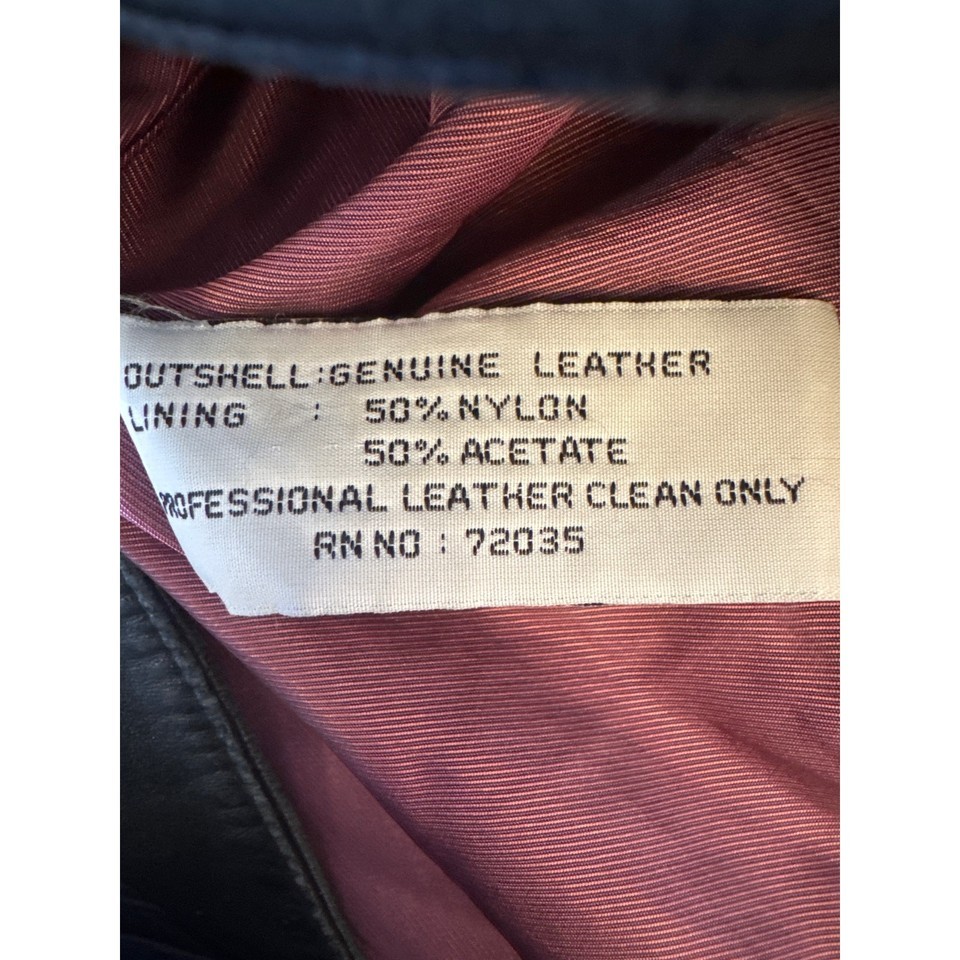 OUTSHELL:GENUINE LEATHER
LINING : 50% NYLON
50% ACETATE
PROFESSIONAL LEATHER CLEAN ONLY
RN NO : 72035